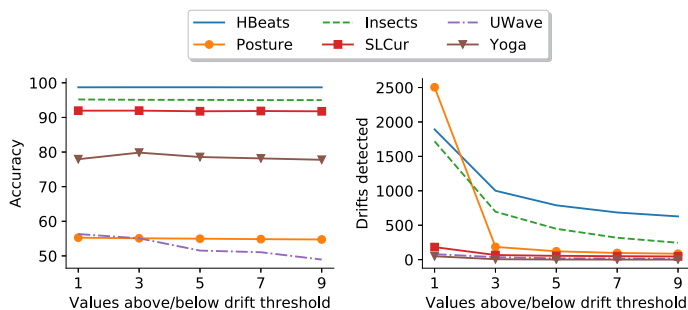 HBeats Insects UWave
Posture SLCur Yoga
100
90
80
70
60
50
Accuracy
1 3 5 7 9
Values above/below drift threshold
2500
2000
1500
1000
500
0
Drifts detected
1 3 5 7 9
Values above/below drift threshold